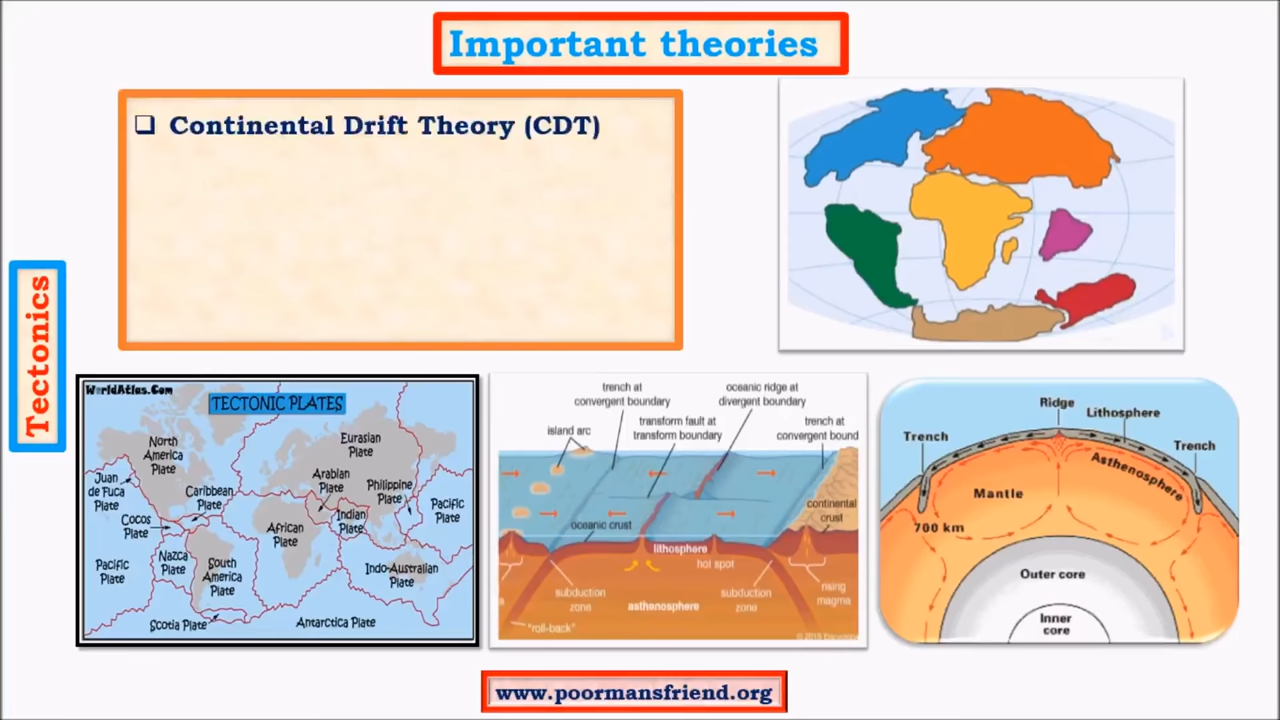 Important theories
❑ Continental Drift Theory (CDT)
Tectonics
WorldAtlas.Com
TECTONIC PLATES
North
America
Plate
Eurasian
Plate
Juan
de Fuca
Plate
Caribbean
Plate
Arabian
Plate
Philippine
Plate
Cocos
Plate
African
Plate
Indian
Plate
Pacific
Plate
Pacific
Plate
Nazca
Plate
South
America
Plate
Indo-Australian
Plate
Scotia Plate
Antarctica Plate
trench at
convergent boundary
oceanic ridge at
divergent boundary
island arc
transform fault at
transform boundary
trench at
convergent bound
oceanic crust
continental
crust
lithosphere
hot spot
subduction
zone
asthenosphere
subduction
zone
rising
magma
"roll-back"
Ridge
Lithosphere
Trench
Trench
Asthenosphere
Mantle
700 km
Outer core
Inner
core
www.poormansfriend.org